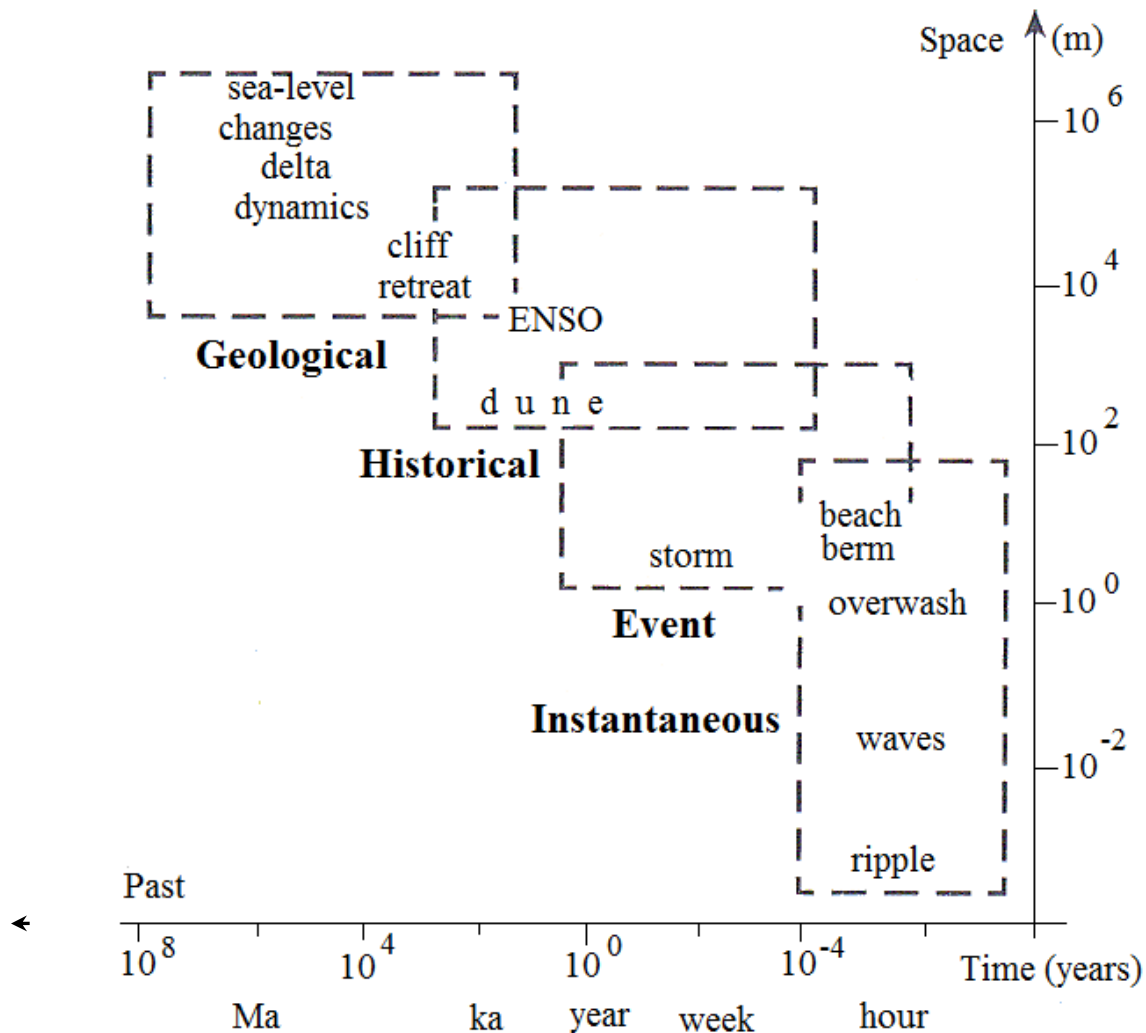 Space (m)
sea-level
changes
delta
dynamics
10^6
cliff
retreat
10^4
ENSO
Geological
d u n e
10^2
Historical
beach
berm
storm
overwash
10^0
Event
Instantaneous
waves
10^-2
ripple
Past
10^8 10^4 10^0 10^-4 Time (years)
Ma ka year week hour